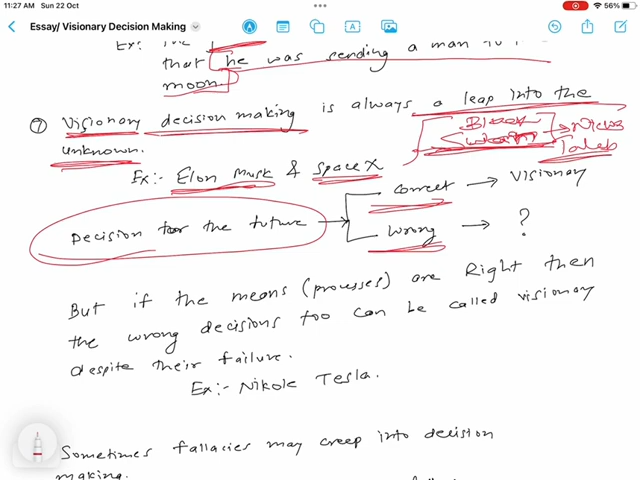 11:27 AM Sun 22 Oct
56%
Essay/ Visionary Decision Making
Ex:
that he was sending a man to
moon.
⑦ Visionary decision making is always a leap into the
unknown.
Black
→ Nicholas
Taleb
Ex:- Elon Musk & SpaceX
Decision for the future → correct → Visionary
wrong → ?
But if the means (processes) are Right then
the wrong decisions too can be called visionary
despite their failure.
Ex:- Nikole Tesla.
Sometimes fallacies may creep into decision
making.